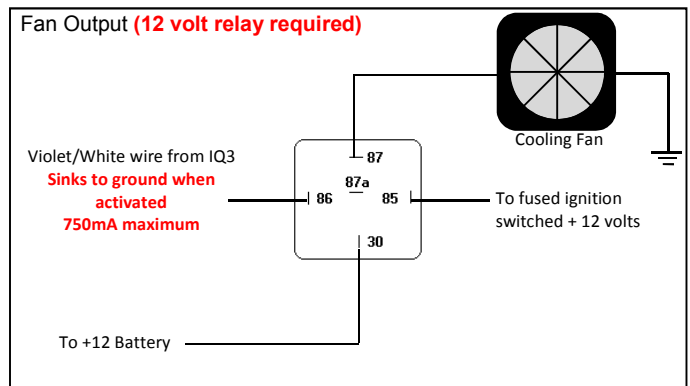 Fan Output (12 volt relay required)
Cooling Fan
Violet/White wire from IQ3
Sinks to ground when
activated
750mA maximum
87
87a
86
85
30
To fused ignition
switched + 12 volts
To +12 Battery